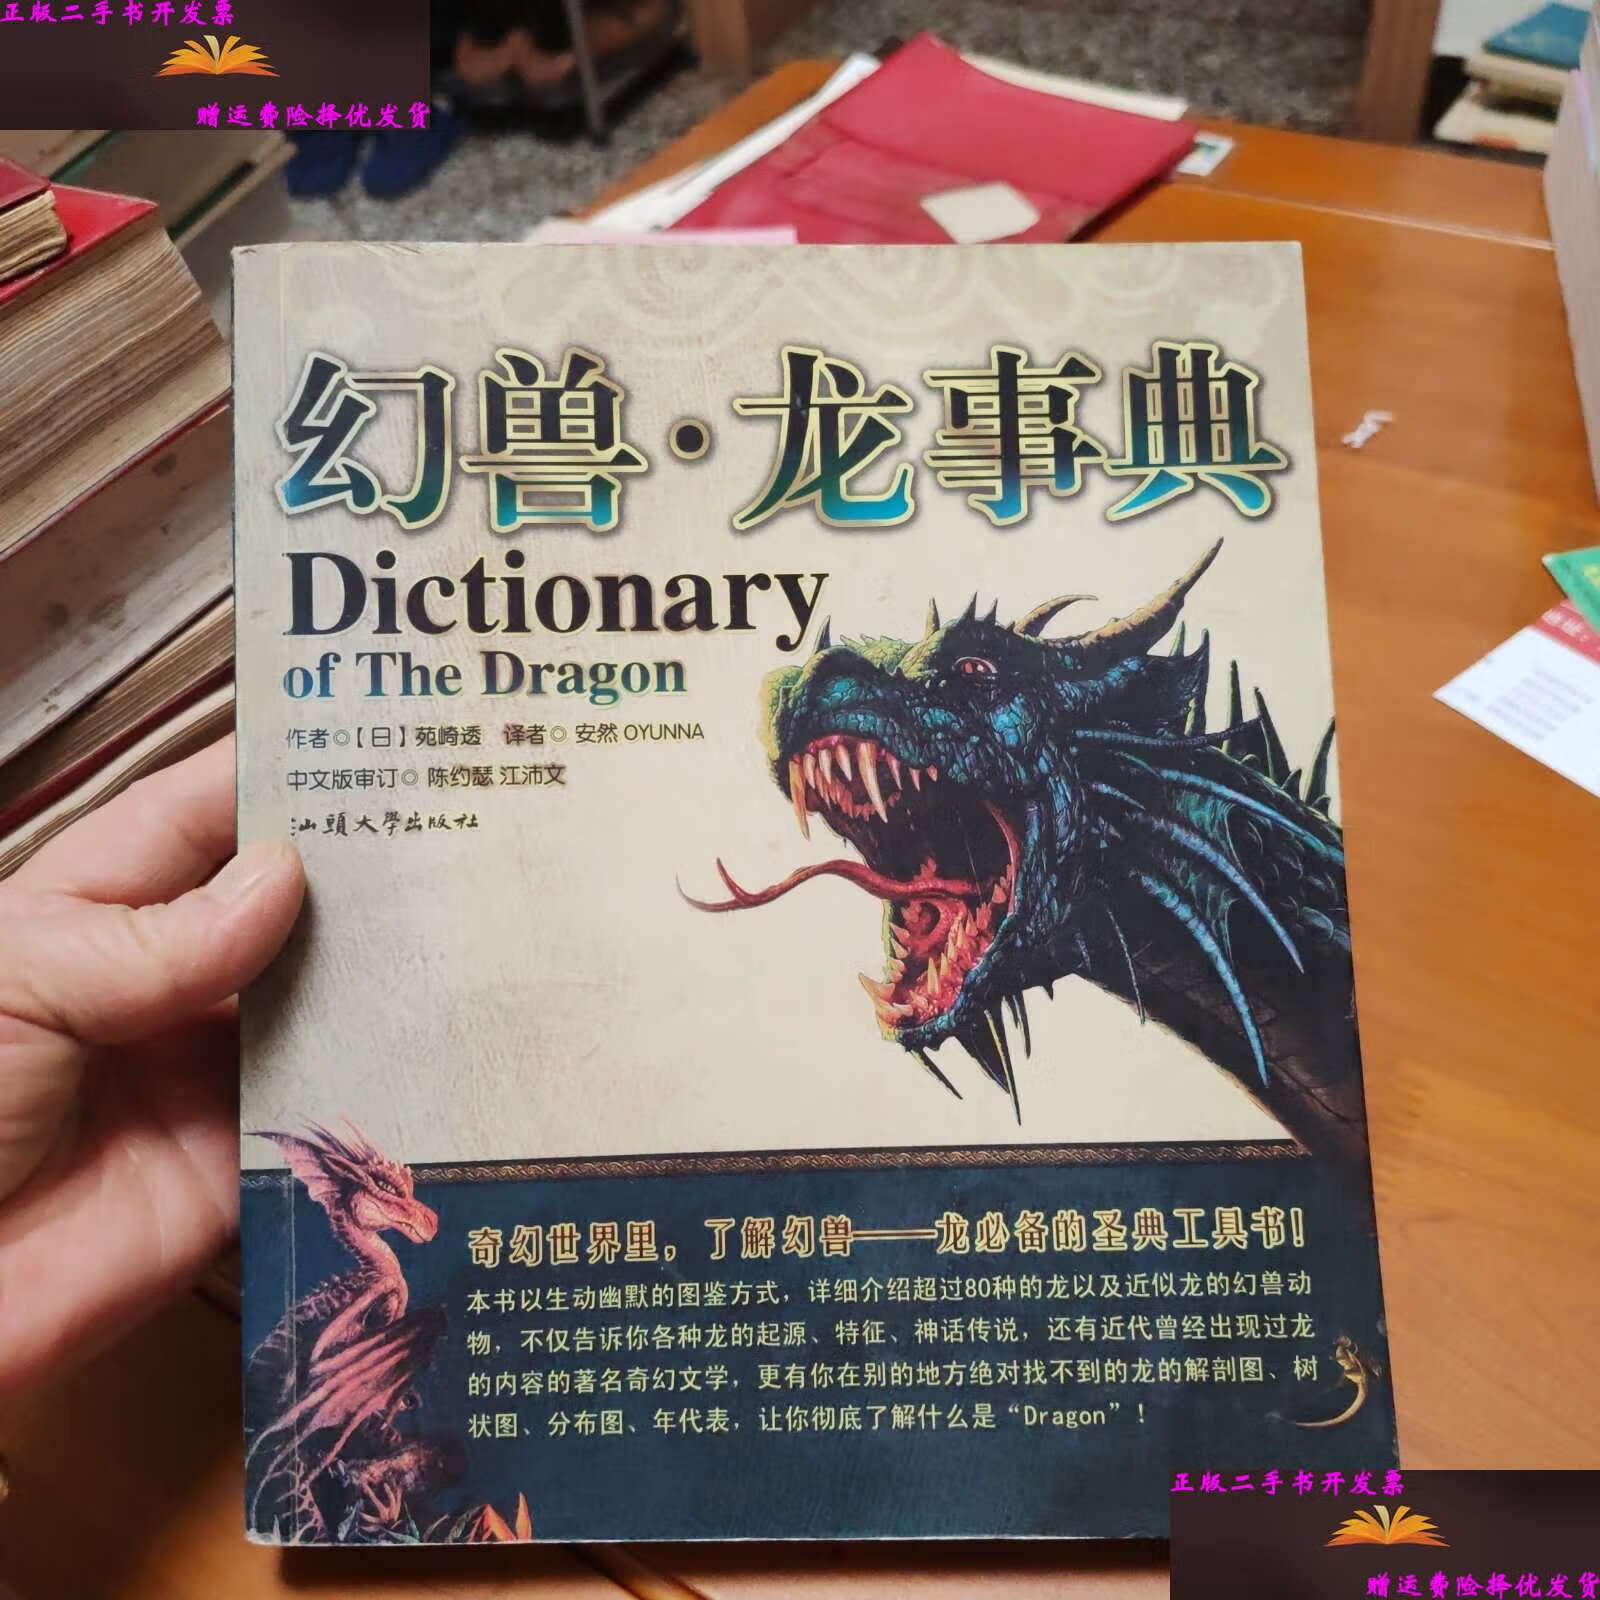 正版二手书开发票
赠运费险择优发货
幻兽·龙事典
Dictionary
of The Dragon
作者◎【日】苑崎透 译者◎ 安然 OYUNNA
中文版审订◎ 陈约瑟 江沛文
汕頭大學出版社
奇幻世界里，了解幻兽——龙必备的圣典工具书！
本书以生动幽默的图鉴方式，详细介绍超过80种的龙以及近似龙的幻兽动
物，不仅告诉你各种龙的起源、特征、神话传说，还有近代曾经出现过龙
的内容的著名奇幻文学，更有你在别的地方绝对找不到的龙的解剖图、树
状图、分布图、年代表，让你彻底了解什么是“Dragon”！
正版二手书开发票
赠运费险择优发货